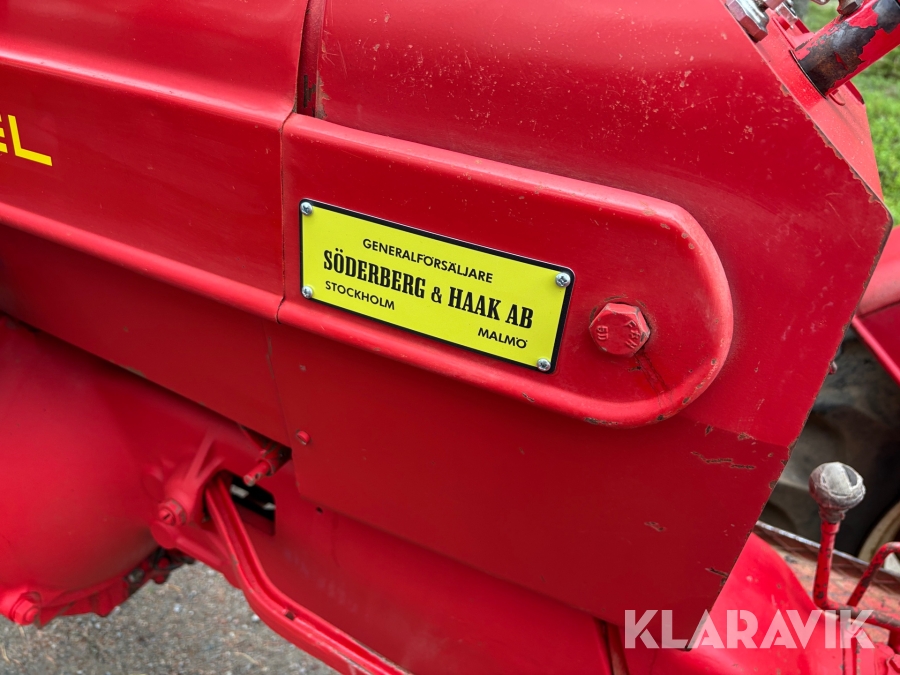 EL
GENERALFÖRSÄLJARE
SÖDERBERG & HAAK AB
STOCKHOLM
MALMÖ
KLARAVIK